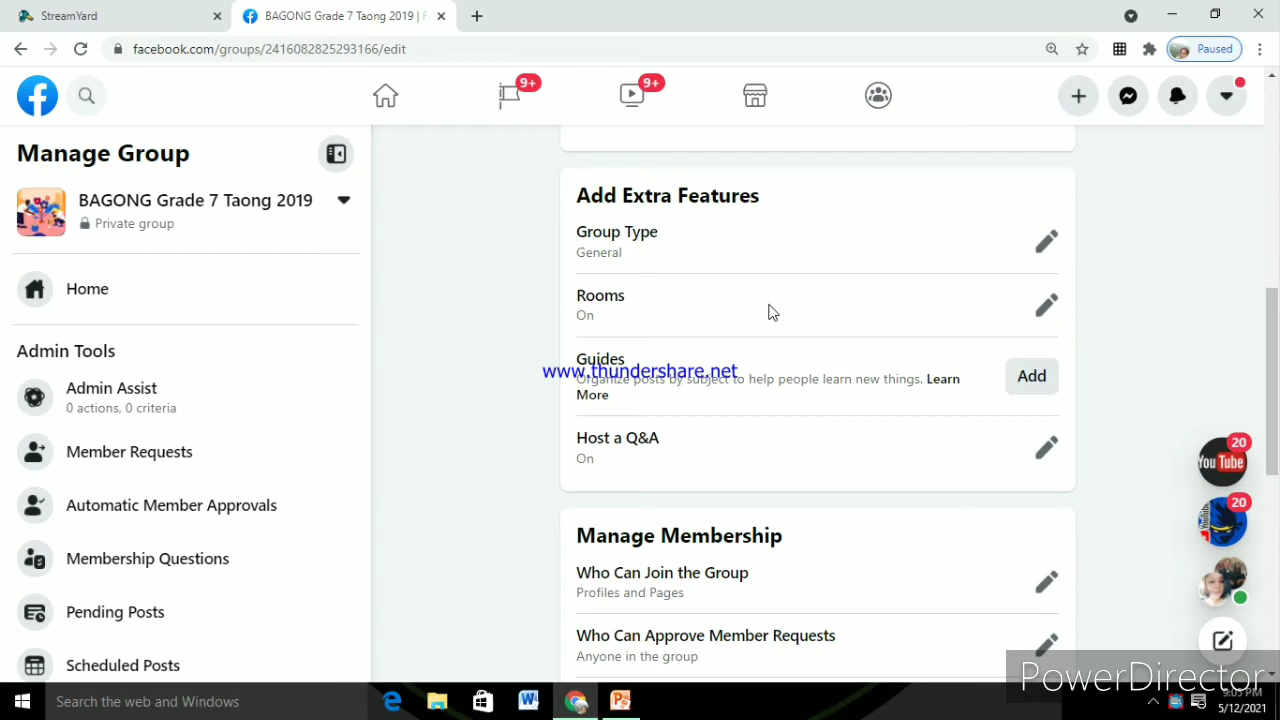 StreamYard
BAGONG Grade 7 Taong 2019 | F
facebook.com/groups/2416082825293166/edit
Paused
9+
9+
Manage Group
BAGONG Grade 7 Taong 2019
Private group
Home
Admin Tools
Admin Assist
0 actions, 0 criteria
Member Requests
Automatic Member Approvals
Membership Questions
Pending Posts
Scheduled Posts
Add Extra Features
Group Type
General
Rooms
On
Guides
www.thundershare.net
Organize posts by subject to help people learn new things. Learn
More
Add
Host a Q&A
On
Manage Membership
Who Can Join the Group
Profiles and Pages
Who Can Approve Member Requests
Anyone in the group
20
You Tube
20
PowerDirector
Search the web and Windows
9:03 PM
5/12/2021